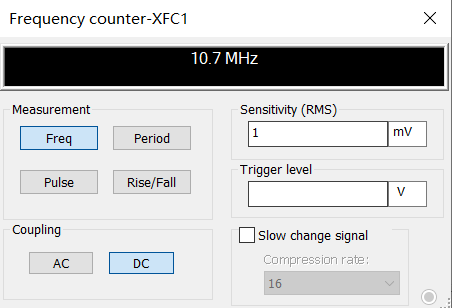 Frequency counter-XFC1
10.7 MHz
Measurement
Freq
Period
Pulse
Rise/Fall
Coupling
AC
DC
Sensitivity (RMS)
1
mV
Trigger level
V
Slow change signal
Compression rate:
16